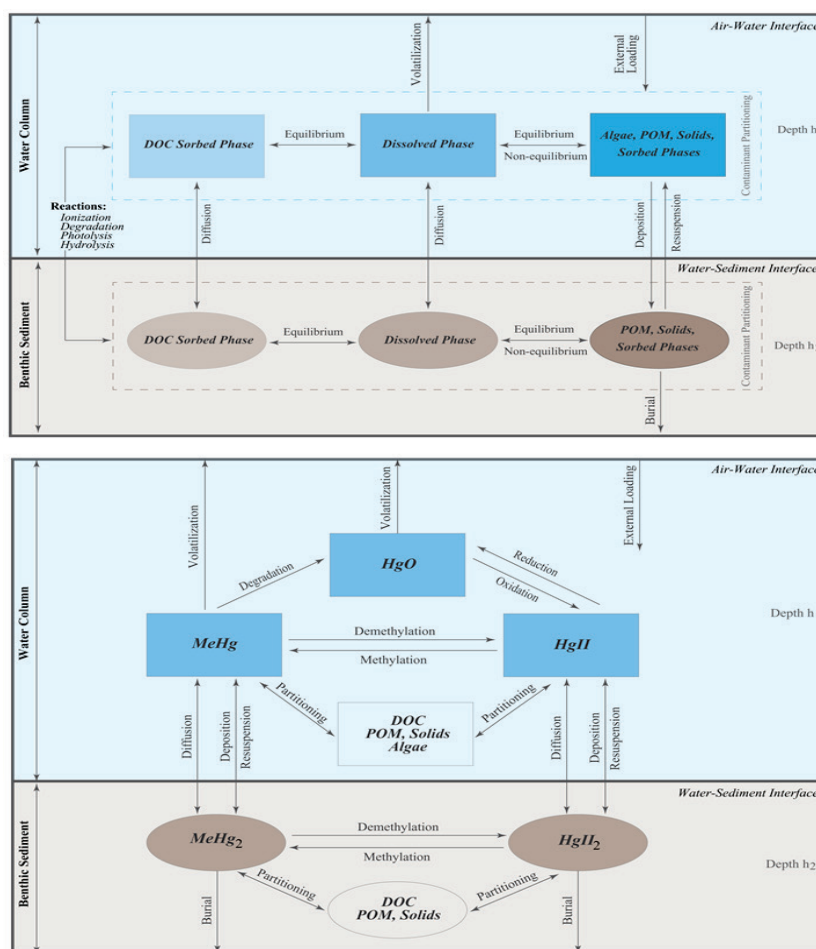 Air-Water Interface
Water Column
Volatilization
External
Loading
Contaminant Partitioning
Depth h
DOC Sorbed Phase
Equilibrium
Dissolved Phase
Equilibrium
Non-equilibrium
Algae, POM, Solids,
Sorbed Phases
Reactions:
Ionization
Degradation
Photolysis
Hydrolysis
Diffusion
Diffusion
Deposition
Resuspension
Water-Sediment Interface
Benthic Sediment
Contaminant Partitioning
DOC Sorbed Phase
Equilibrium
Dissolved Phase
Equilibrium
Non-equilibrium
POM, Solids,
Sorbed Phases
Depth h
Burial
Air-Water Interface
Water Column
Volatilization
Volatilization
External Loading
HgO
Degradation
Reduction
Oxidation
Depth h
MeHg
Demethylation
Methylation
HgII
Partitioning
Partitioning
DOC
POM, Solids
Algae
Diffusion
Deposition
Resuspension
Diffusion
Deposition
Resuspension
Water-Sediment Interface
Benthic Sediment
MeHg2
Demethylation
Methylation
HgII2
Depth h2
Partitioning
Partitioning
DOC
POM, Solids
Burial
Burial